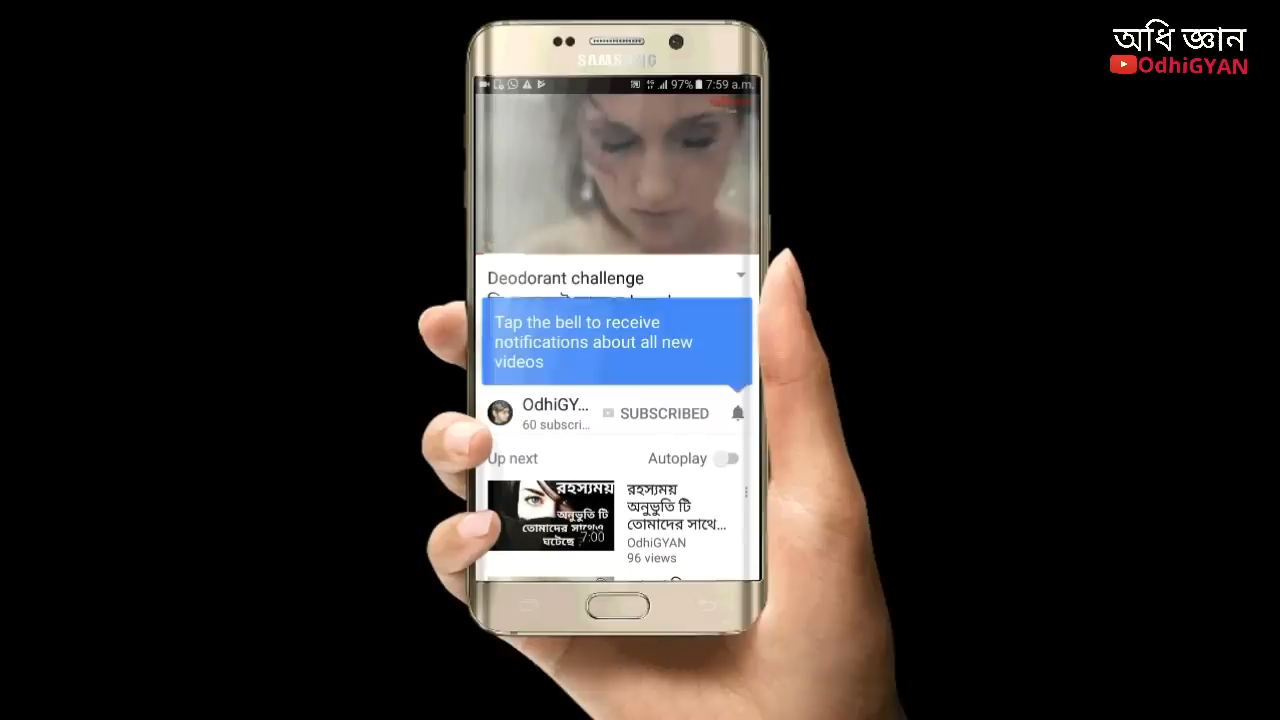 অধি জ্ঞান
OdhiGYAN
SAMSUNG
97% 7:59 a.m.
Deodorant challenge
Tap the bell to receive
notifications about all new
videos
OdhiGY...
SUBSCRIBED
60 subscri...
Up next
Autoplay
রহস্যময়
অনুভুতি টি
তোমাদের সাথেও
ঘটেছে
7:00
রহস্যময়
অনুভুতি টি
তোমাদের সাথে...
OdhiGYAN
96 views